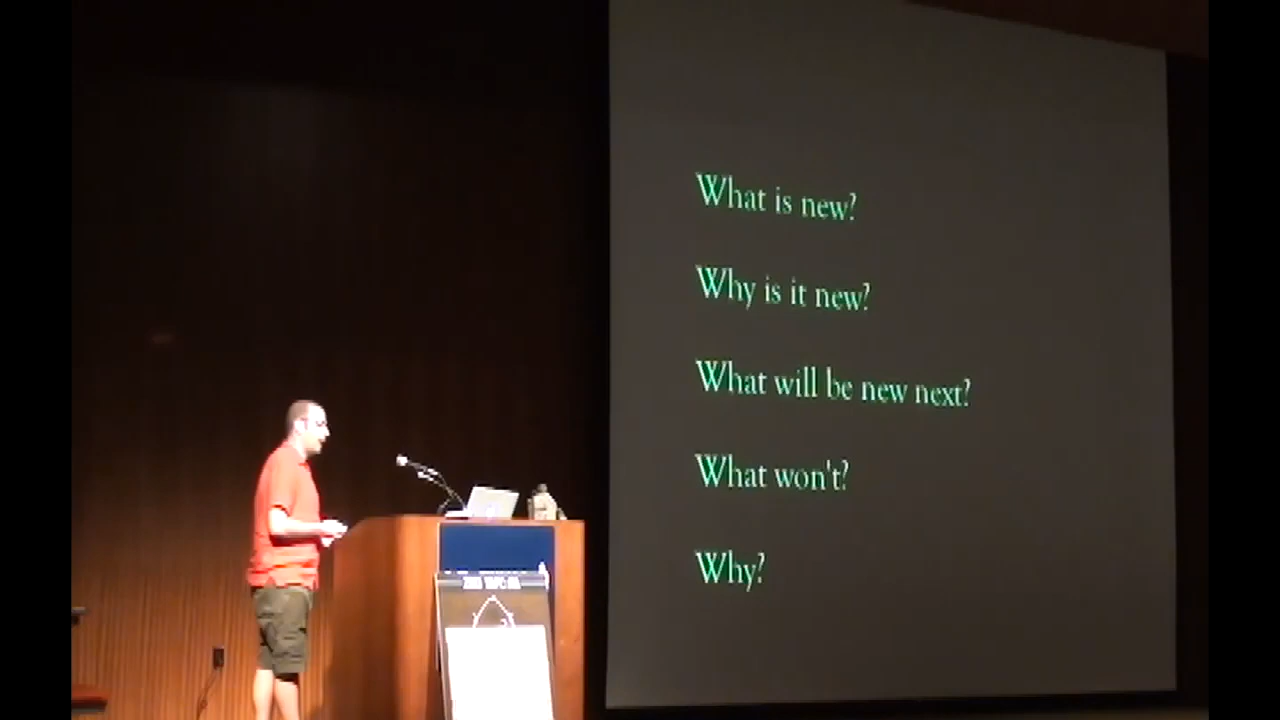 What is new?
Why is it new?
What will be new next?
What won't?
Why?